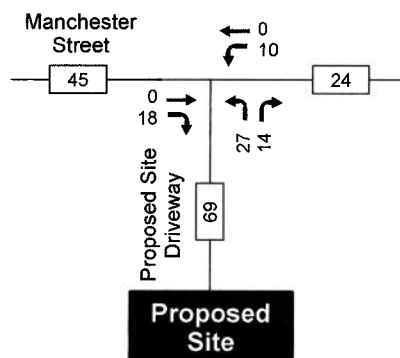 Manchester
Street
0
10
45
24
0
18
27
14
Proposed Site
Driveway
69
Proposed
Site